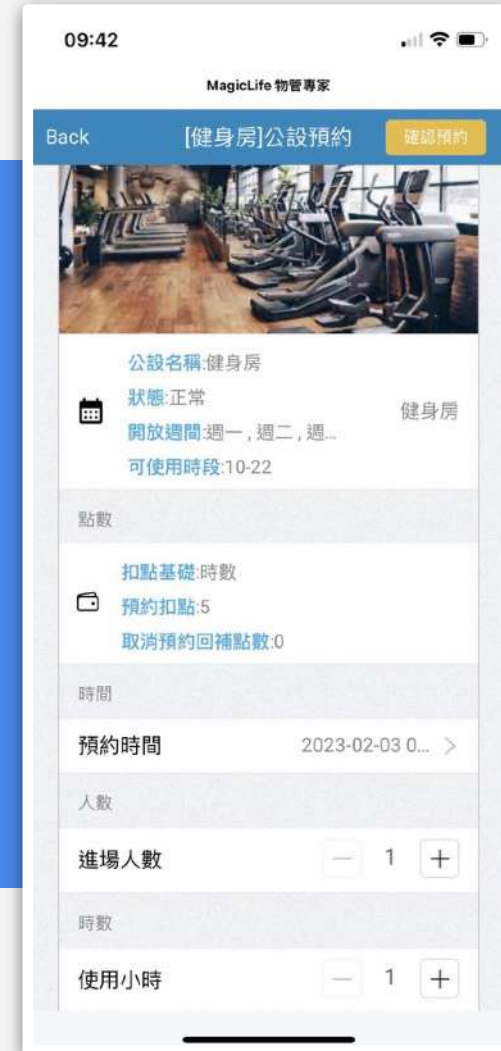 09:42
MagicLife 物管專家
Back
[健身房]公設預約
確認預約
公設名稱:健身房
狀態:正常
開放週間:週一 , 週二 , 週...
可使用時段:10-22
健身房
點數
扣點基礎:時數
預約扣點:5
取消預約回補點數:0
時間
預約時間
2023-02-03 0...
人數
進場人數
1
時數
使用小時
1